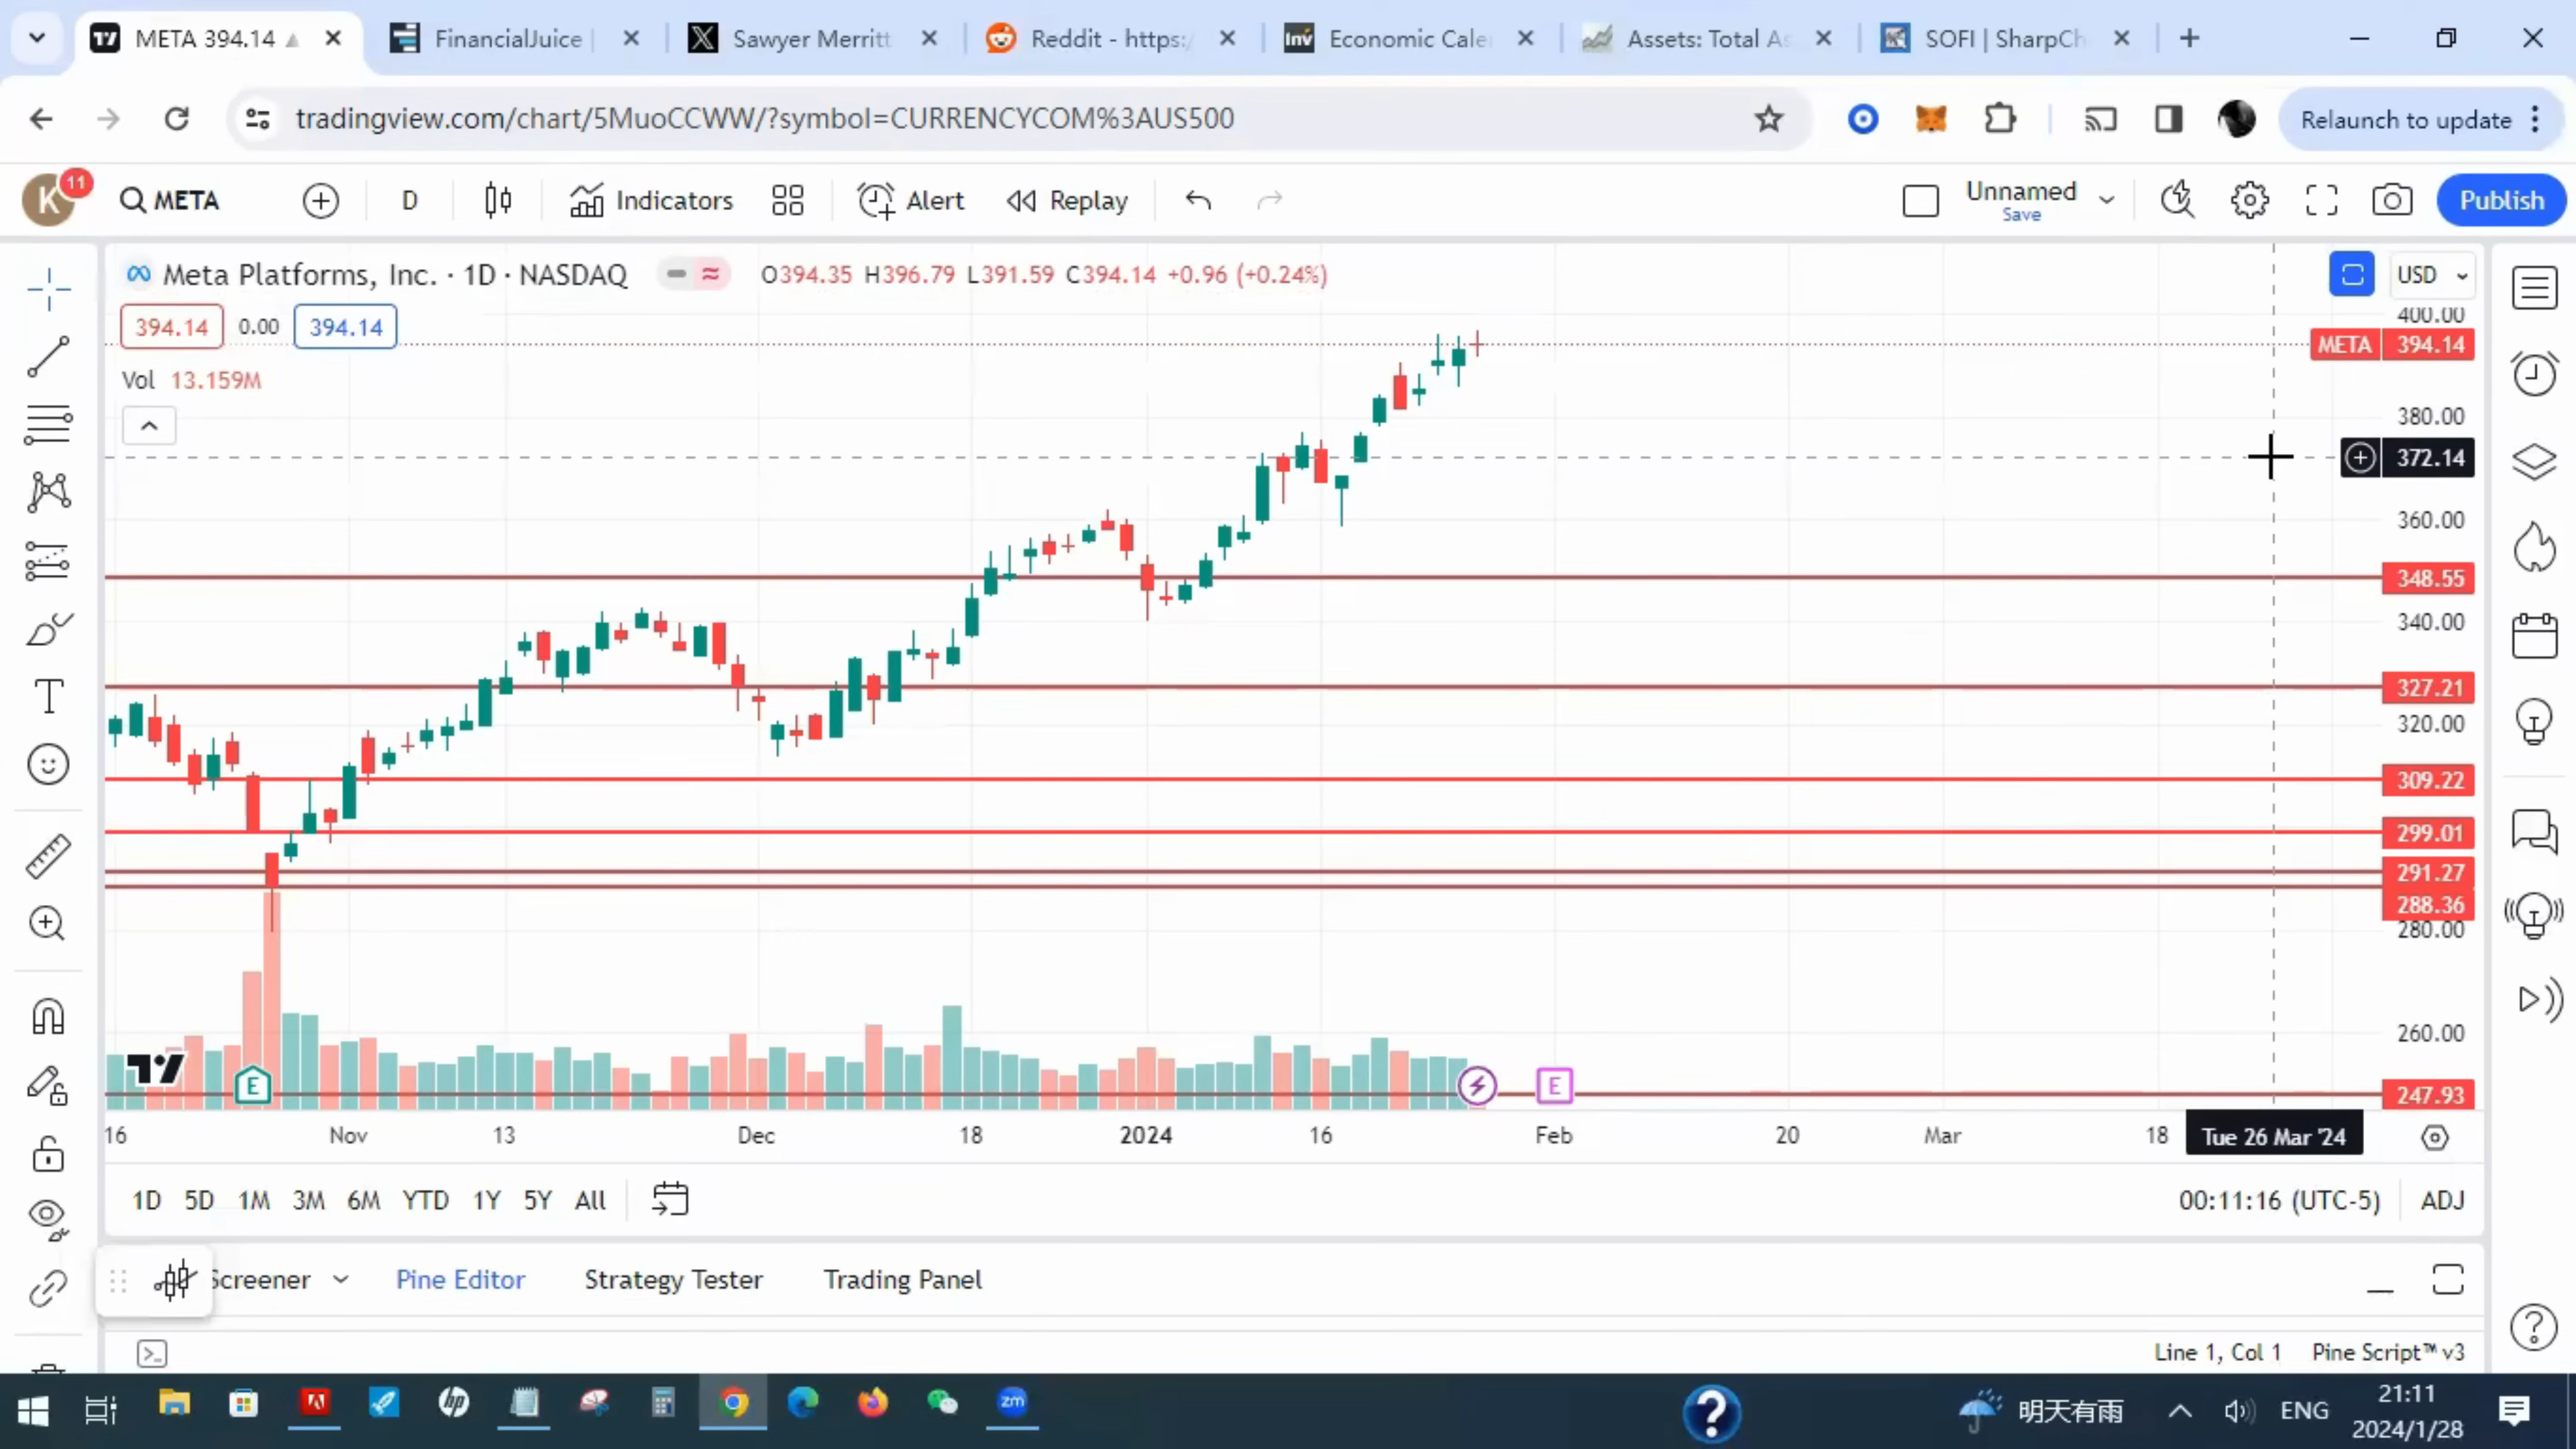 META 394.14
FinancialJuice |
Sawyer Merritt
Reddit - https:/
Inv
Economic Cale
Assets: Total As
SOFI | SharpCh
tradingview.com/chart/5MuoCCWW/?symbol=CURRENCYCOM%3AUS500
Relaunch to update
K
11
META
D
Indicators
Alert
Replay
Unnamed
Save
Publish
Meta Platforms, Inc. · 1D · NASDAQ
O394.35 H396.79 L391.59 C394.14 +0.96 (+0.24%)
USD
394.14 0.00 394.14
Vol 13.159M
400.00
META 394.14
380.00
372.14
360.00
348.55
340.00
327.21
320.00
309.22
299.01
291.27
288.36
280.00
260.00
247.93
E
E
16 Nov 13 Dec 18 2024 16 Feb 20 Mar 18 Tue 26 Mar '24
1D 5D 1M 3M 6M YTD 1Y 5Y All
00:11:16 (UTC-5) ADJ
Screener Pine Editor Strategy Tester Trading Panel
Line 1, Col 1 Pine Script™ v3
hp
zm
明天有雨
ENG
21:11
2024/1/28